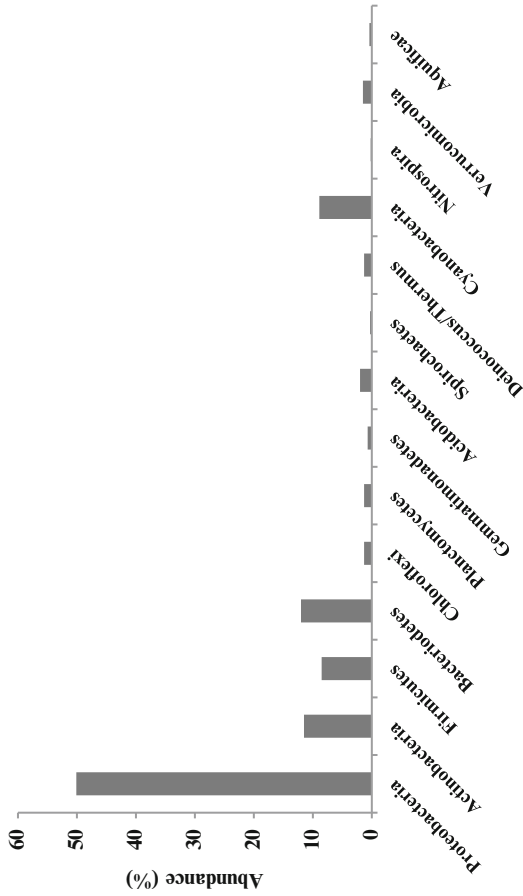 Abundance (%)
60
50
40
30
20
10
0
Proteobacteria
Actinobacteria
Firmicutes
Bacteriodetes
Chloroflexi
Planctomycetes
Gemmatimonadetes
Acidobacteria
Spirochaetes
Deinococcus/Thermus
Cyanobacteria
Nitrospira
Verrucomicrobia
Aquificae